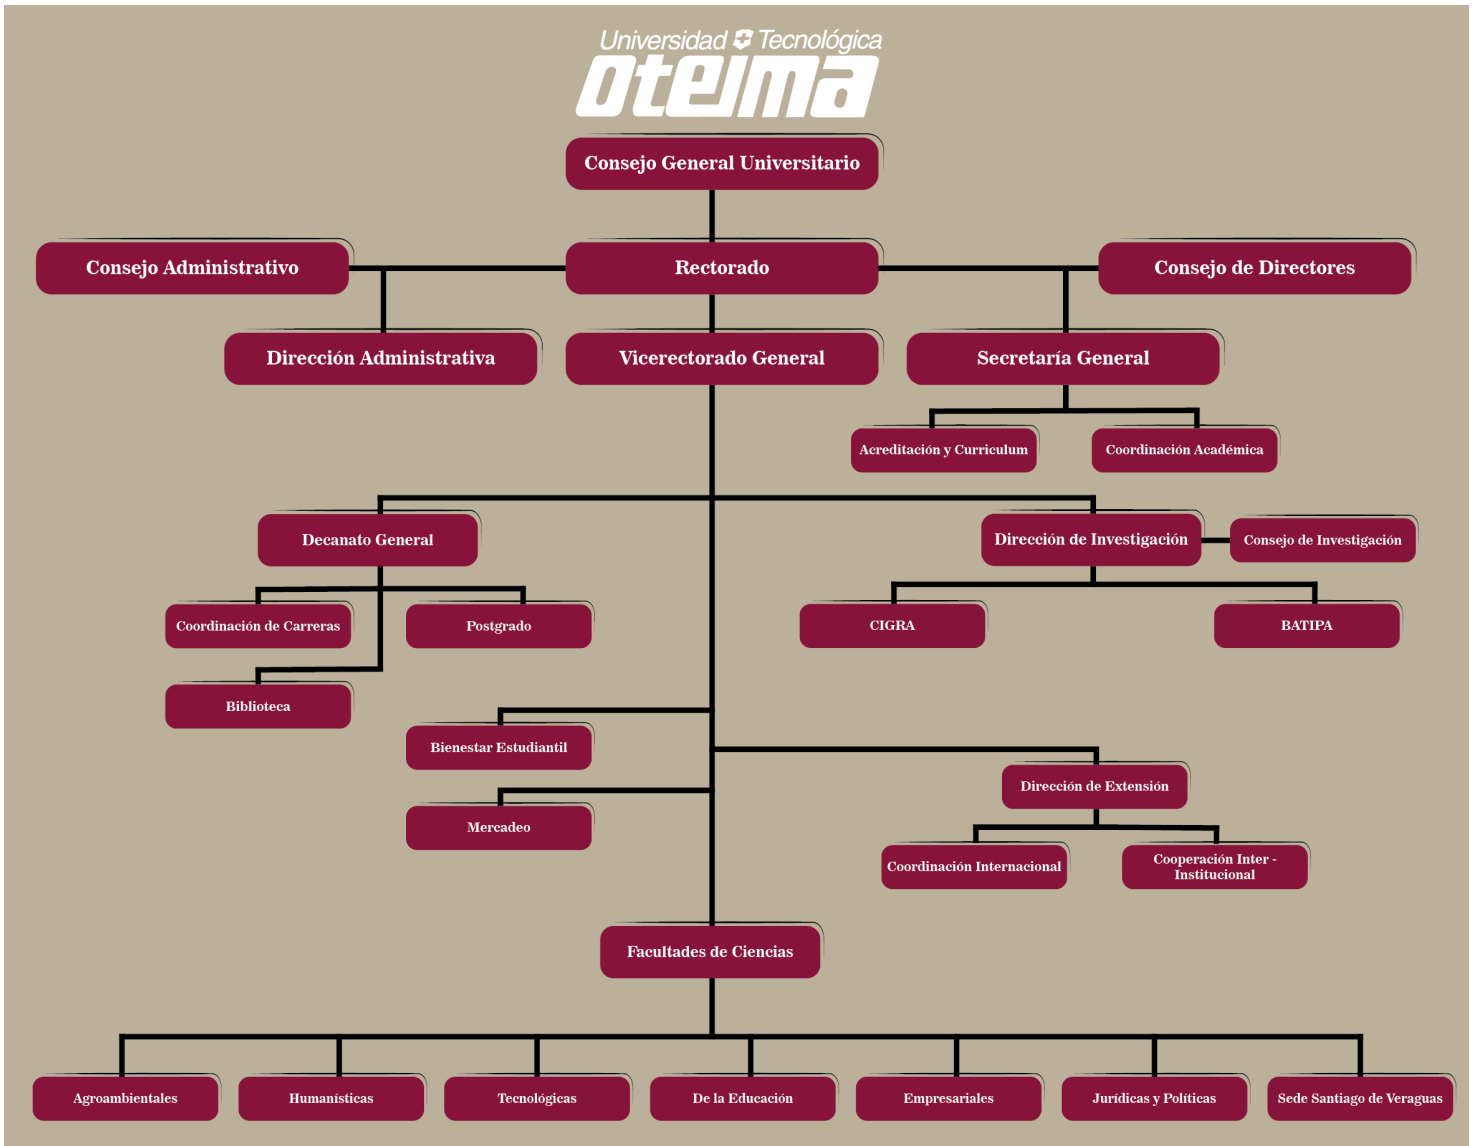 Universidad Tecnológica
oteima
Consejo General Universitario
Consejo Administrativo
Rectorado
Consejo de Directores
Dirección Administrativa
Vicerectorado General
Secretaría General
Acreditación y Curriculum
Coordinación Académica
Decanato General
Dirección de Investigación
Consejo de Investigación
Coordinación de Carreras
Postgrado
CIGRA
BATIPA
Biblioteca
Bienestar Estudiantil
Dirección de Extensión
Mercadeo
Coordinación Internacional
Cooperación Inter -
Institucional
Facultades de Ciencias
Agroambientales
Humanísticas
Tecnológicas
De la Educación
Empresariales
Jurídicas y Políticas
Sede Santiago de Veraguas